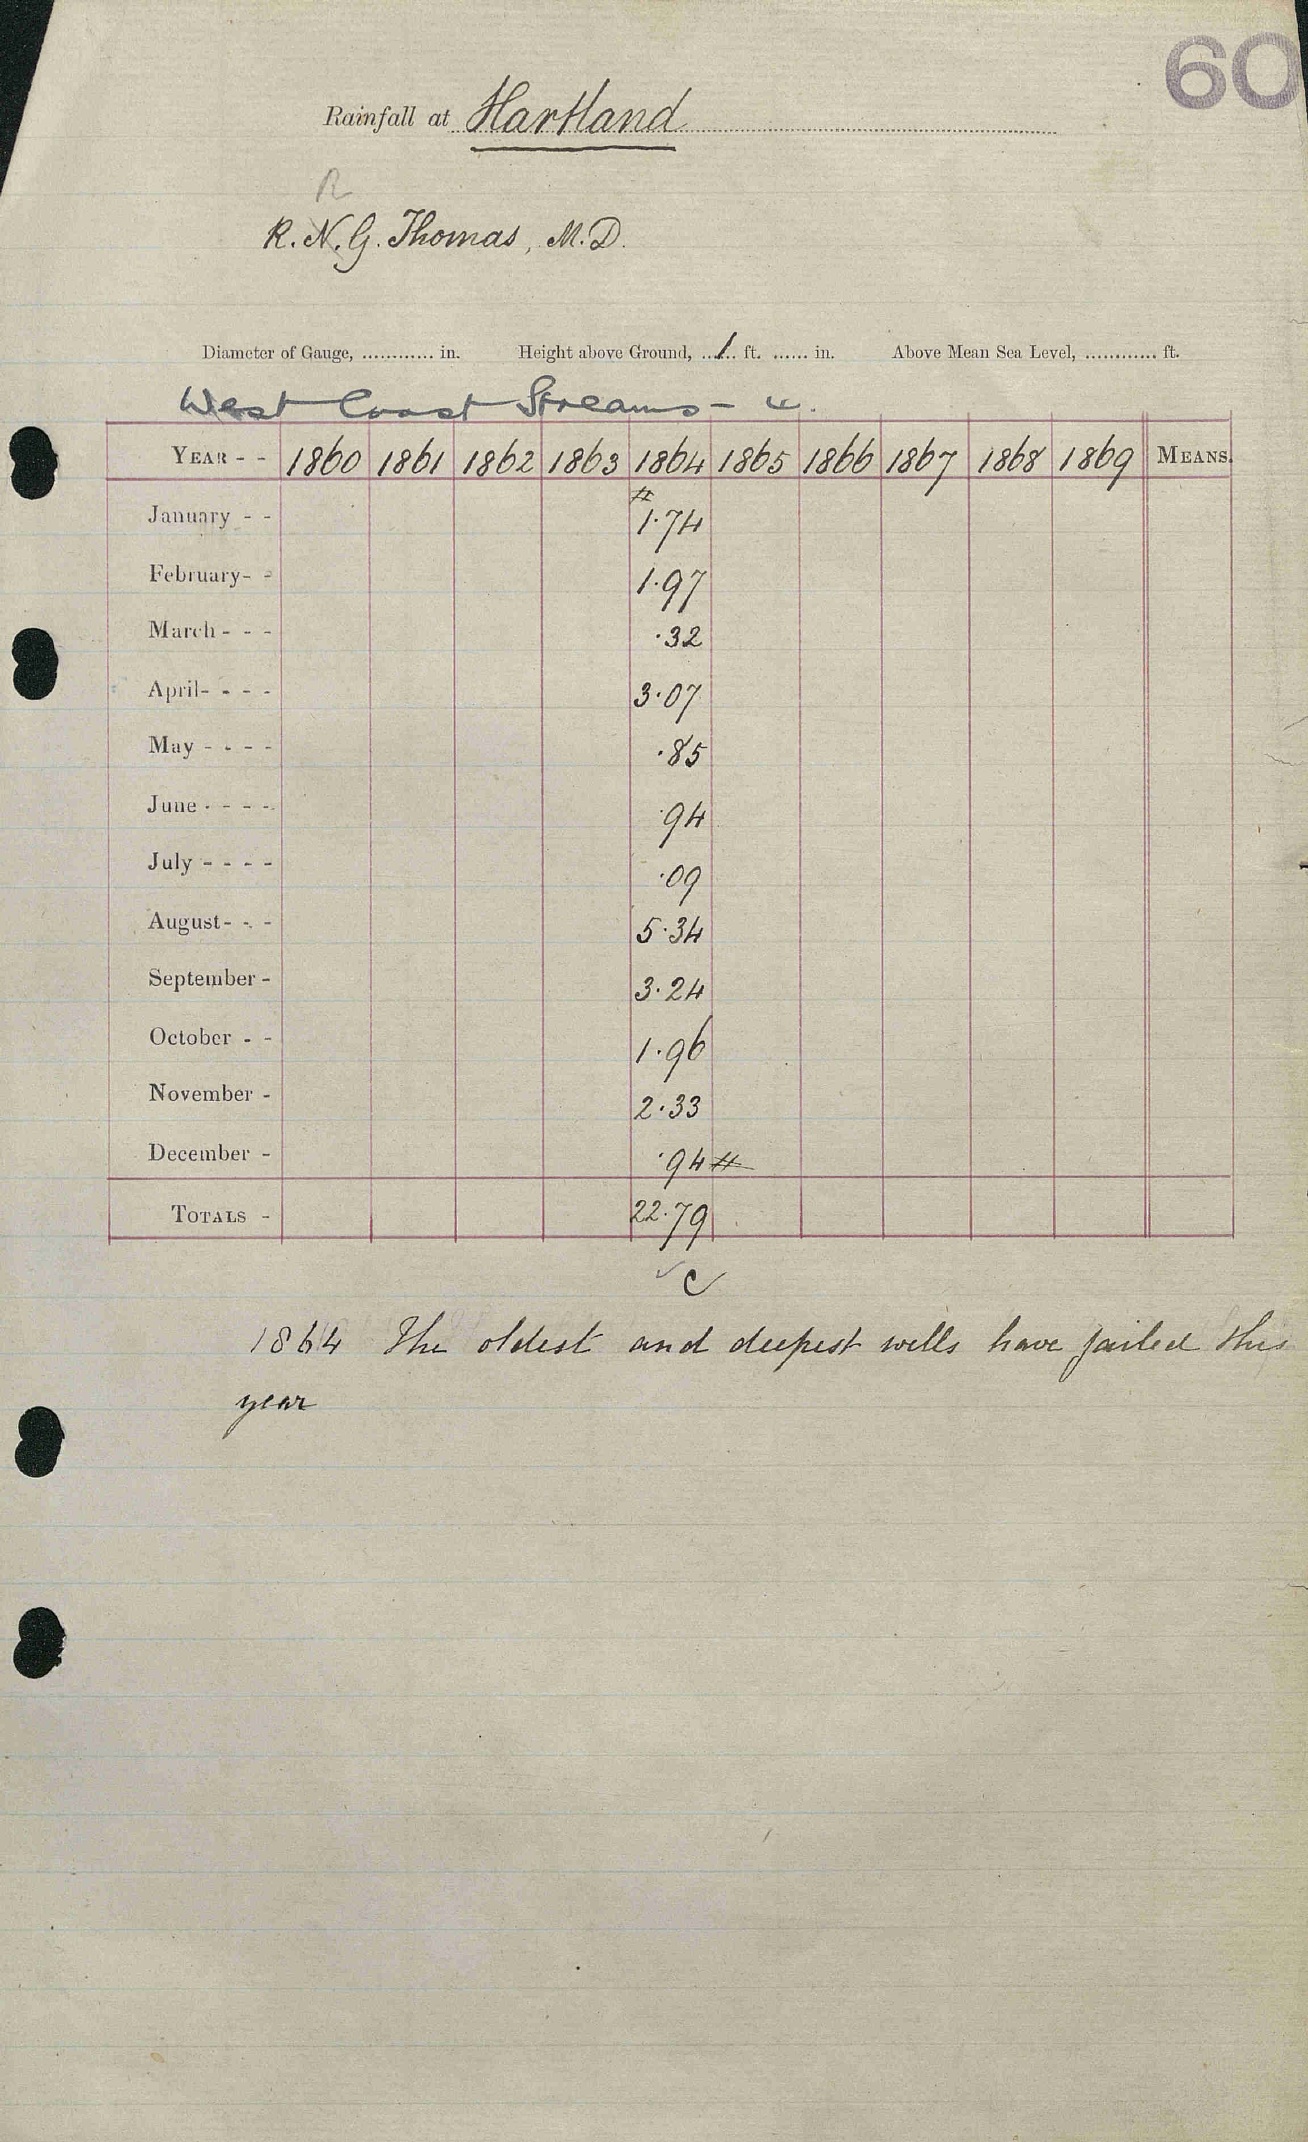 60
Rainfall at Hartland
R
R. N. G. Thomas, M.D.
Diameter of Gauge, ............ in. Height above Ground, ... 1 .. ft. ...... in. Above Mean Sea Level, ............ ft.
West Coast Streams - 4.
YEAR - - 1860 1861 1862 1863 1864 1865 1866 1867 1868 1869 MEANS.
#
January - - 1.74
February - - 1.97
March - - - .32
April - - - - 3.07
May - - - - .85
June - - - - .94
July - - - - .09
August - - - 5.34
September - 3.24
October - - 1.96
November - 2.33
December - .94 #
TOTALS - 22.79
✓ C
1864 The oldest and deepest wells have failed this
year